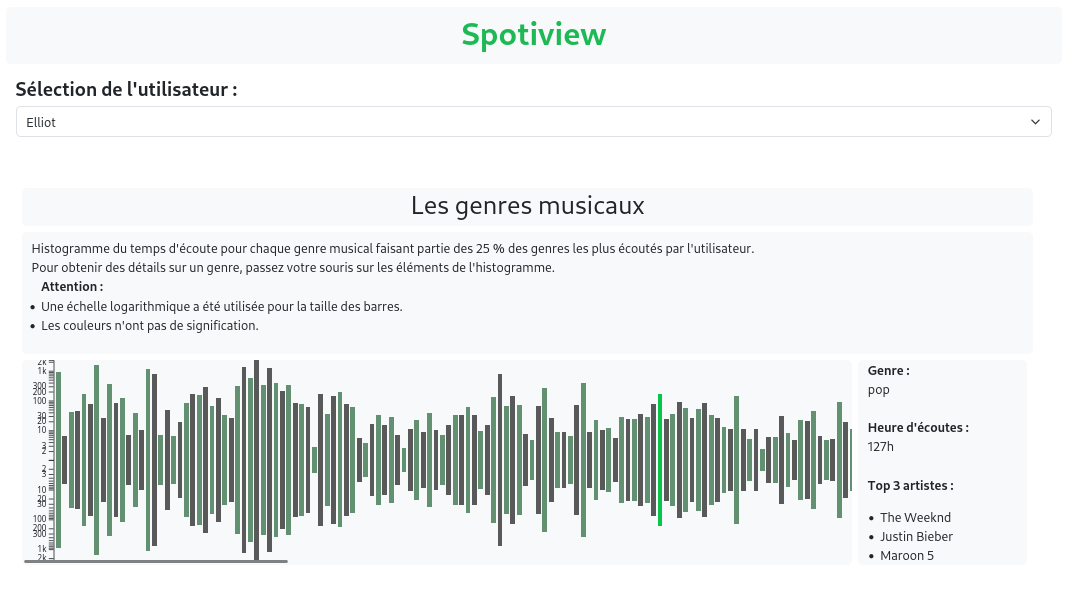 Spotiview
Sélection de l'utilisateur :
Elliot
Les genres musicaux
Histogramme du temps d'écoute pour chaque genre musical faisant partie des 25 % des genres les plus écoutés par l'utilisateur.
Pour obtenir des détails sur un genre, passez votre souris sur les éléments de l'histogramme.
Attention :
• Une échelle logarithmique a été utilisée pour la taille des barres.
• Les couleurs n'ont pas de signification.
2k
1k
300
200
100
30
20
10
3
2
2
3
10
20
30
100
200
300
1k
2k
Genre :
pop
Heure d'écoutes :
127h
Top 3 artistes :
• The Weeknd
• Justin Bieber
• Maroon 5